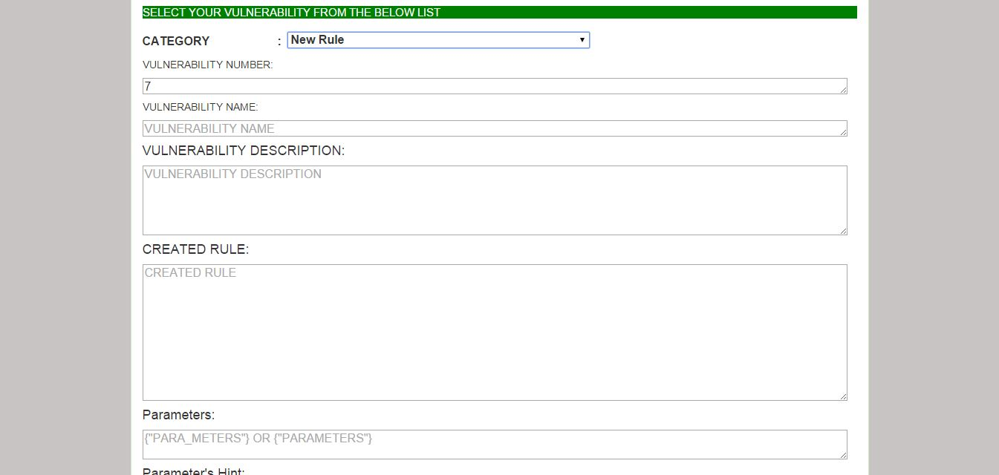 SELECT YOUR VULNERABILITY FROM THE BELOW LIST
CATEGORY : New Rule
VULNERABILITY NUMBER:
7
VULNERABILITY NAME:
VULNERABILITY NAME
VULNERABILITY DESCRIPTION:
VULNERABILITY DESCRIPTION
CREATED RULE:
CREATED RULE
Parameters:
{"PARA_METERS"} OR {"PARAMETERS"}
Parameter's Hint: